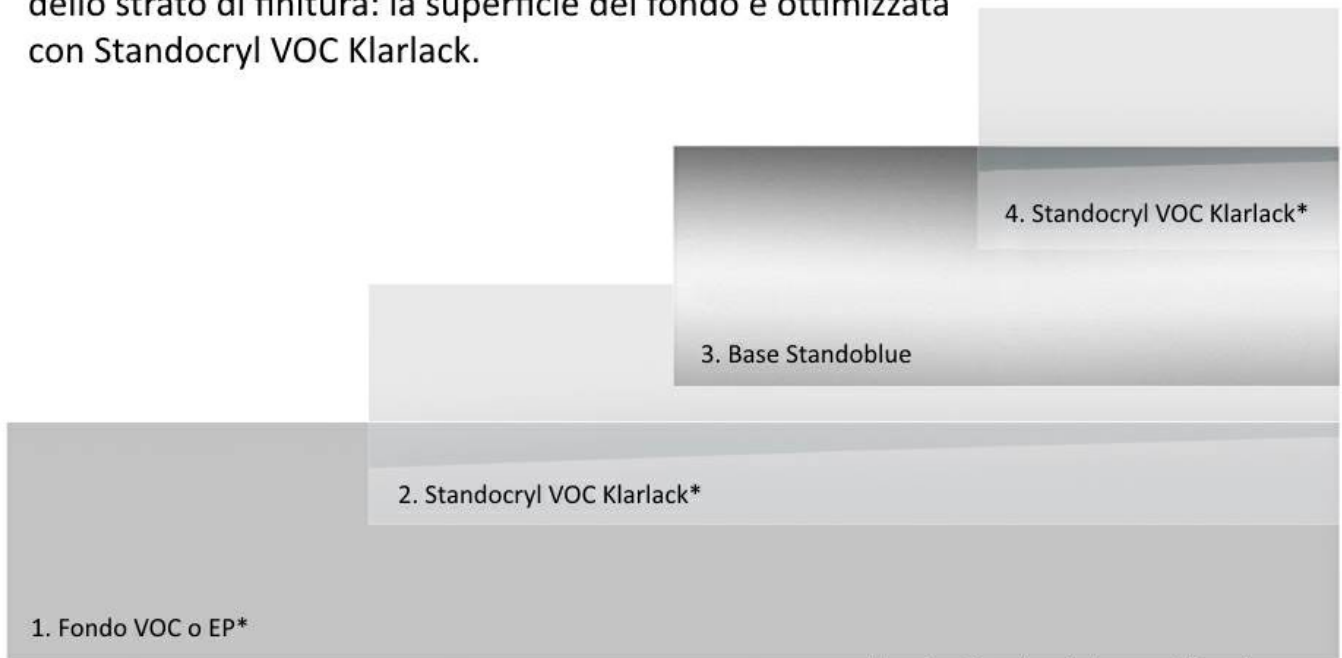 dello strato di finitura: la superficie del fondo è ottimizzata
con Standocryl VOC Klarlack.
4. Standocryl VOC Klarlack*
3. Base Standoblue
2. Standocryl VOC Klarlack*
1. Fondo VOC o EP*